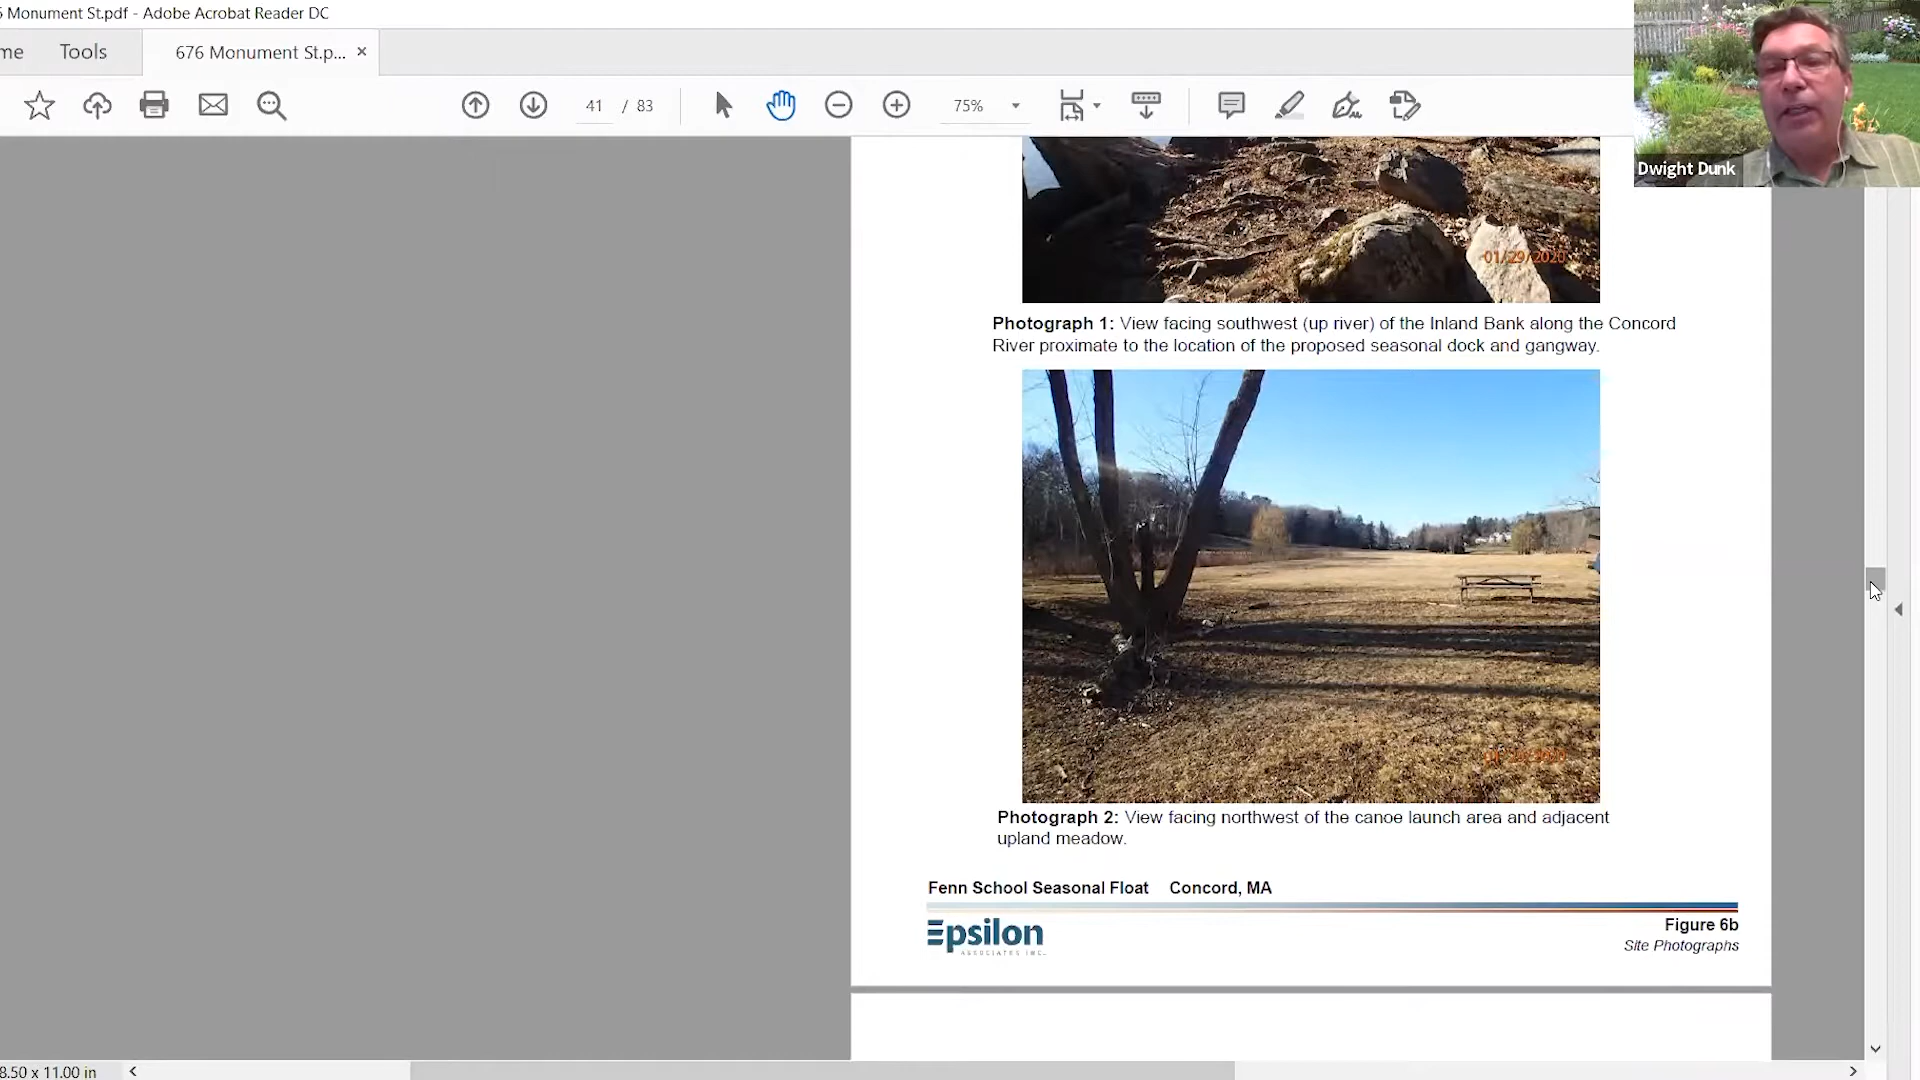 6 Monument St.pdf - Adobe Acrobat Reader DC
me Tools 676 Monument St.p... ×
41 / 83 75%
Dwight Dunk
01/29/2020
Photograph 1: View facing southwest (up river) of the Inland Bank along the Concord
River proximate to the location of the proposed seasonal dock and gangway.
Photograph 2: View facing northwest of the canoe launch area and adjacent
upland meadow.
Fenn School Seasonal Float Concord, MA
Epsilon
ASSOCIATES INC.
Figure 6b
Site Photographs
8.50 x 11.00 in